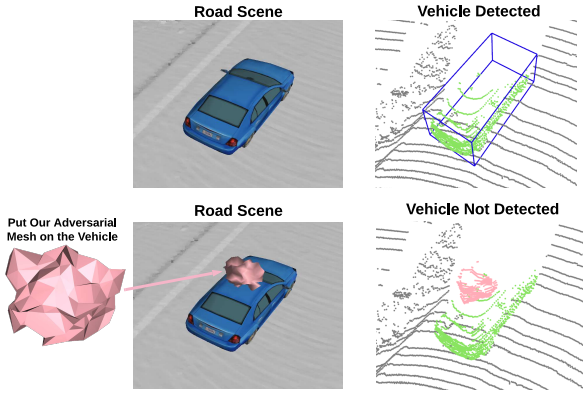 Road Scene
Vehicle Detected
Put Our Adversarial
Mesh on the Vehicle
Road Scene
Vehicle Not Detected